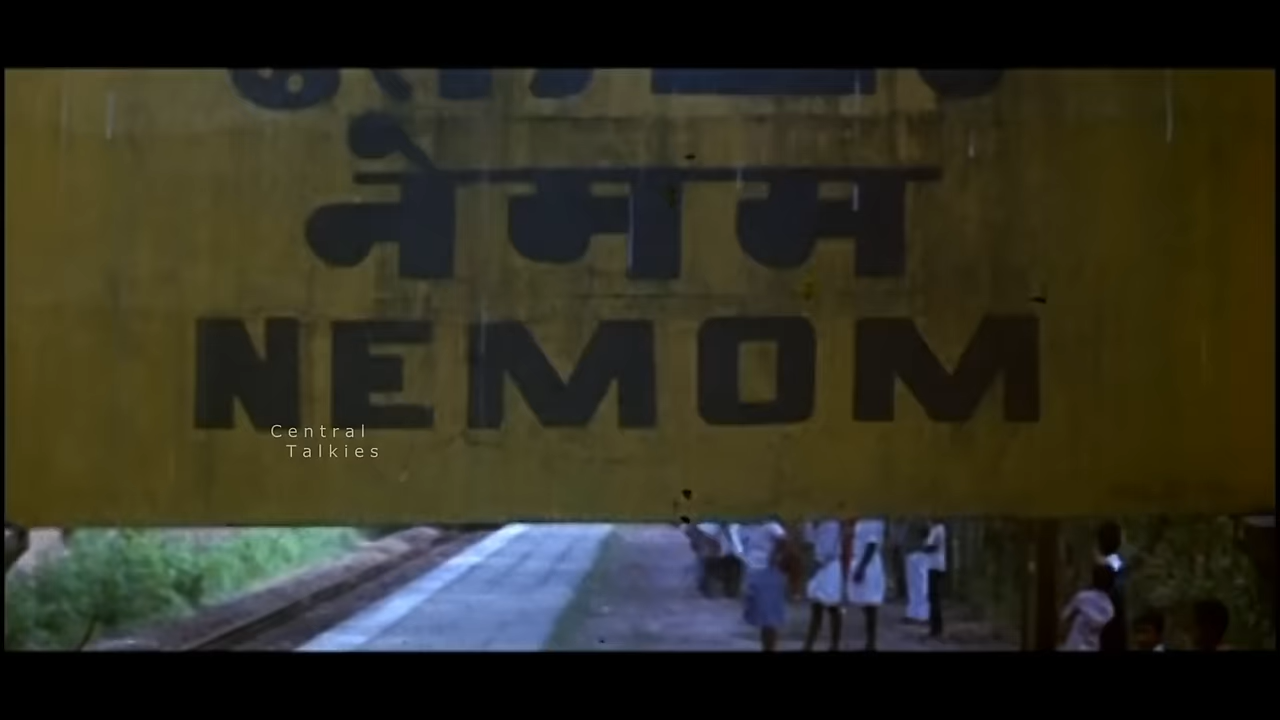 नेमम
NEMOM
Central
Talkies